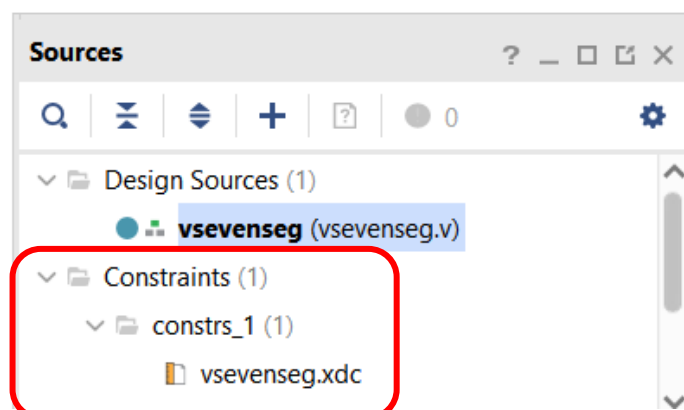 Sources
? 0
Design Sources (1)
vsevenseg (vsevenseg.v)
Constraints (1)
constrs_1 (1)
vsevenseg.xdc